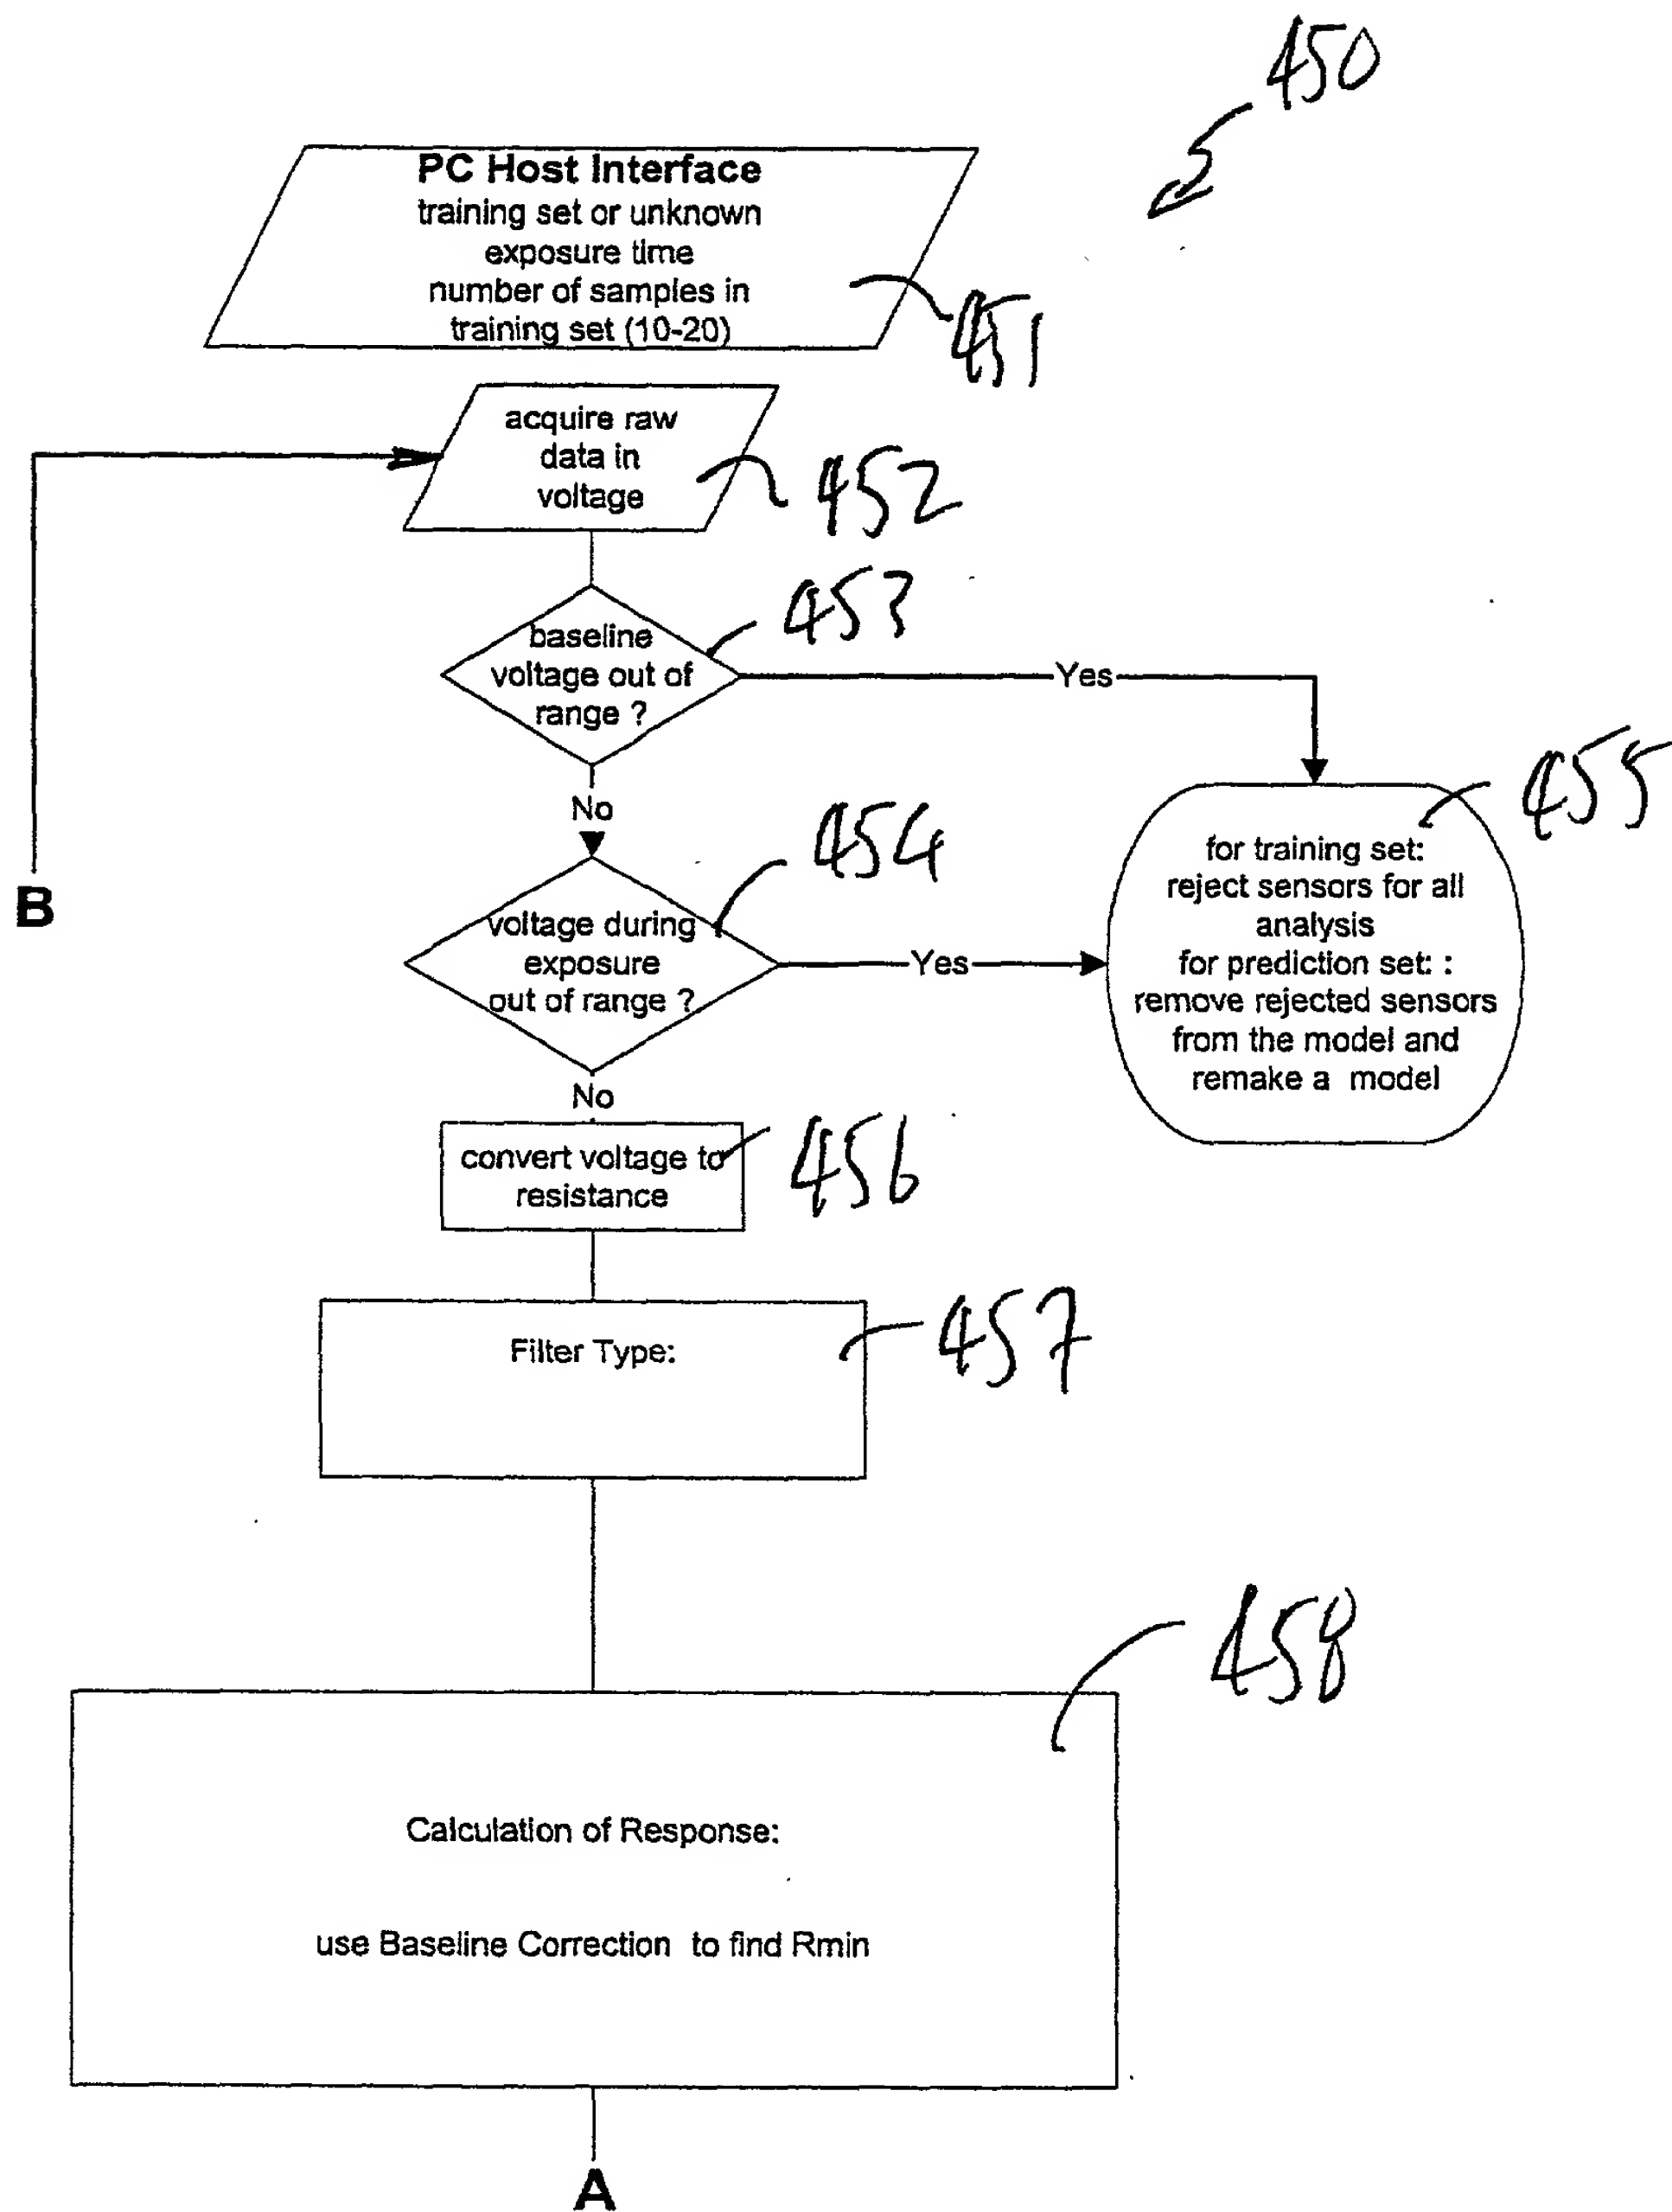 450
PC Host Interface
training set or unknown
exposure time
number of samples in
training set (10-20)
451
acquire raw
data in
voltage
452
453
baseline
voltage out of
range ?
Yes
455
No
454
B
for training set:
reject sensors for all
analysis
for prediction set: :
remove rejected sensors
from the model and
remake a model
voltage during
exposure
out of range ?
Yes
No
convert voltage to
resistance
456
Filter Type:
457
458
Calculation of Response:
use Baseline Correction to find Rmin
A